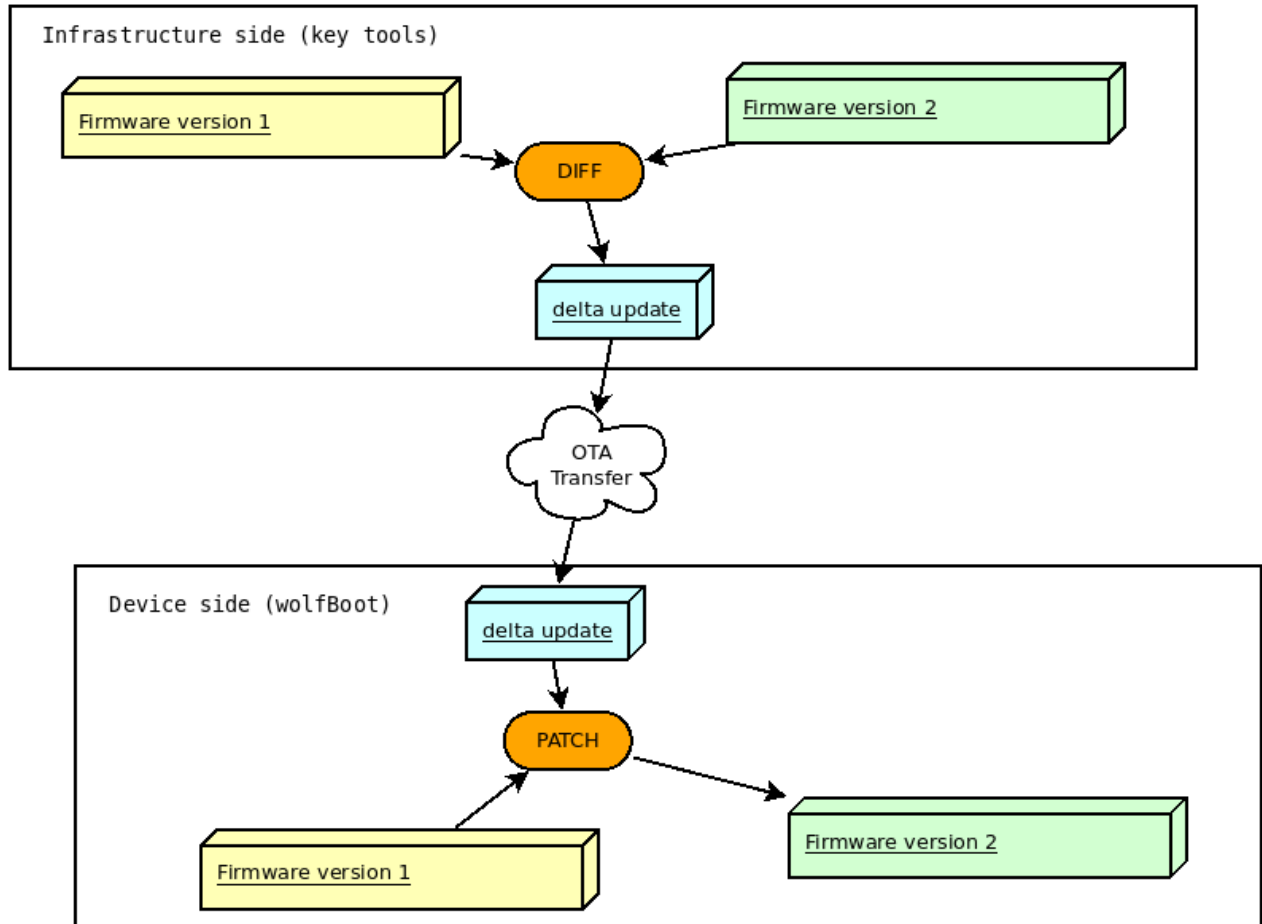 Infrastructure side (key tools)
Firmware version 1
Firmware version 2
DIFF
delta update
OTA
Transfer
Device side (wolfBoot)
delta update
PATCH
Firmware version 1
Firmware version 2